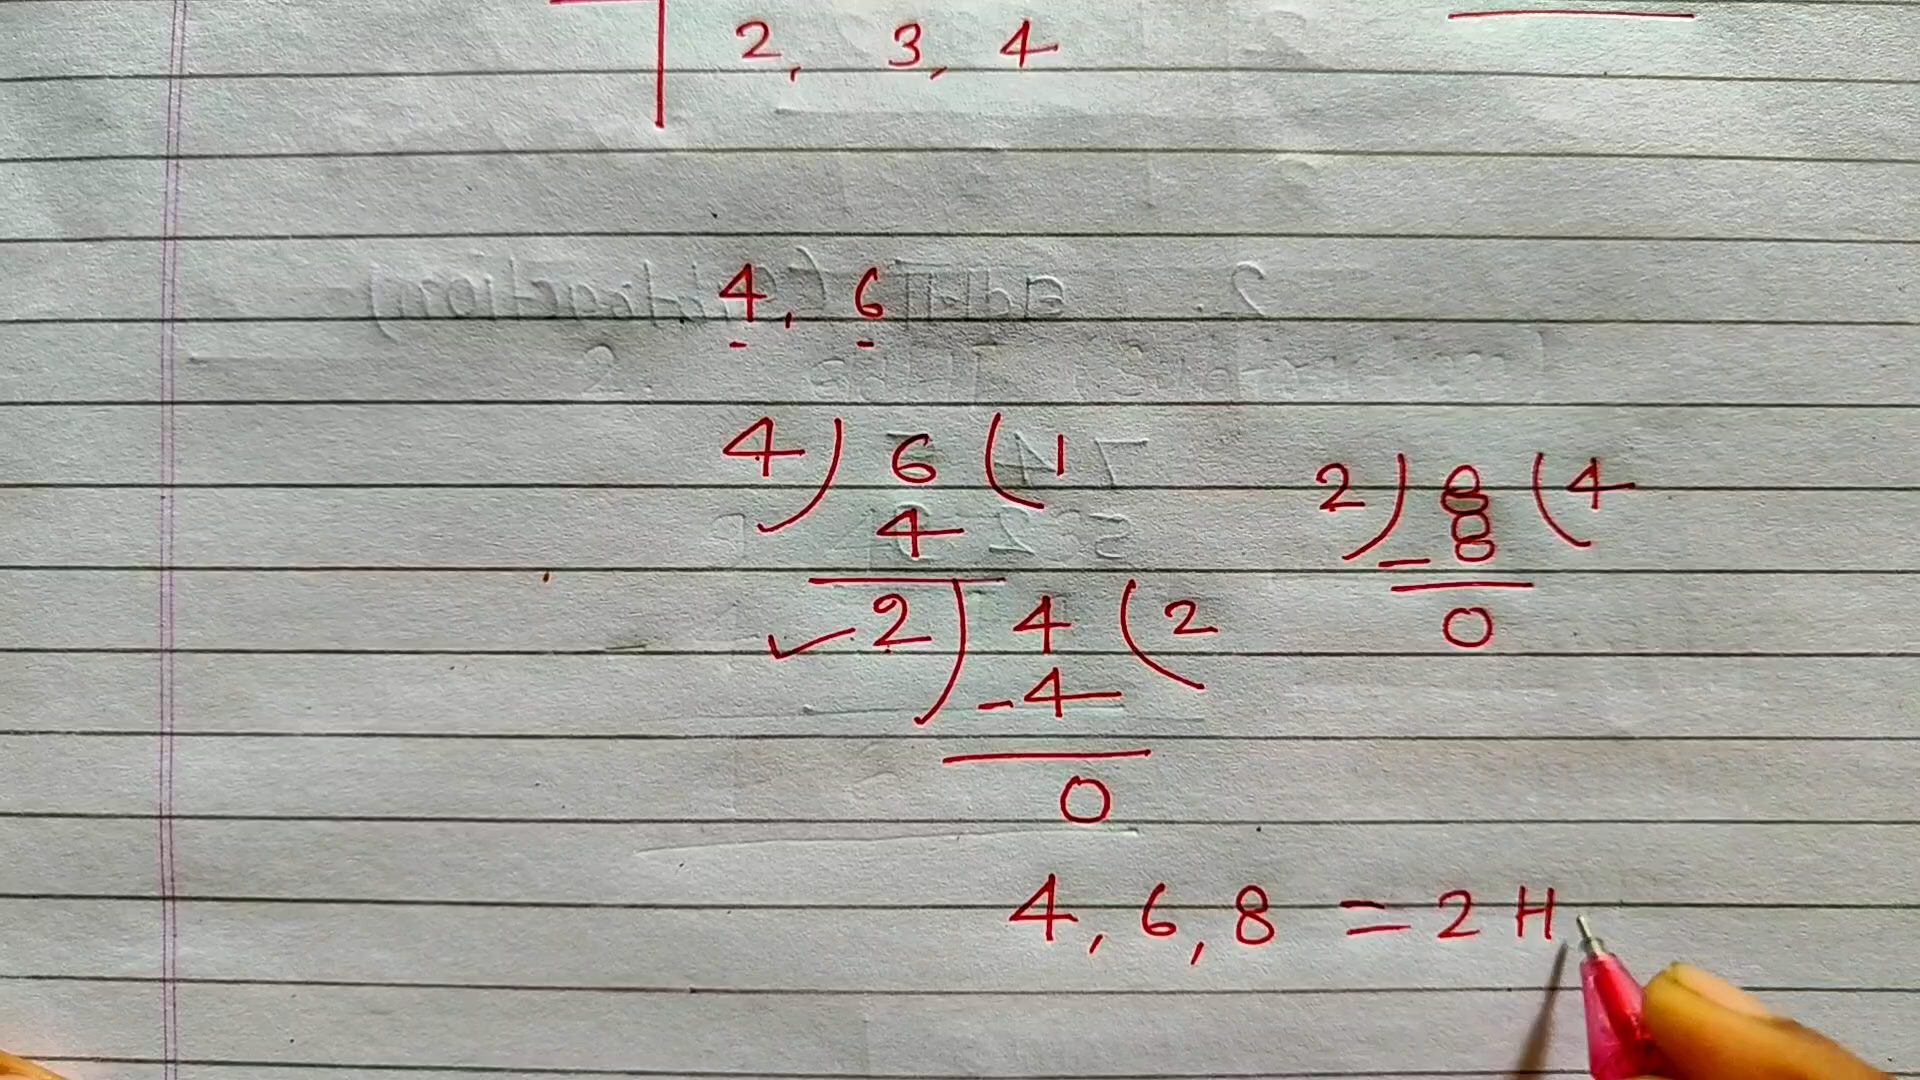 2, 3, 4
4, 6
4) 6 (1
4
2) 4 (2
-4
0
2) 8 (4
- 8
0
4, 6, 8 = 2 H